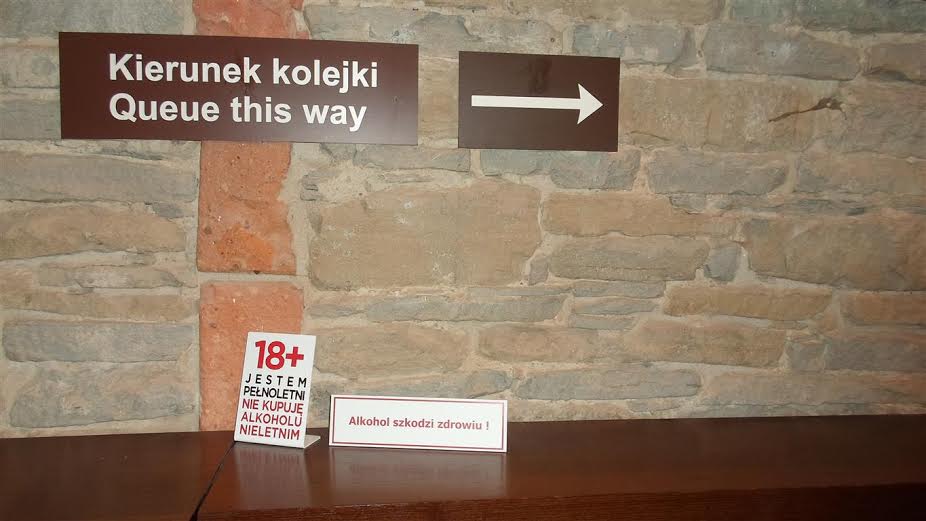 Kierunek kolejki
Queue this way
18+
JESTEM
PEŁNOLETNI
NIE KUPUJĘ
ALKOHOLU
NIELETNIM
Alkohol szkodzi zdrowiu !